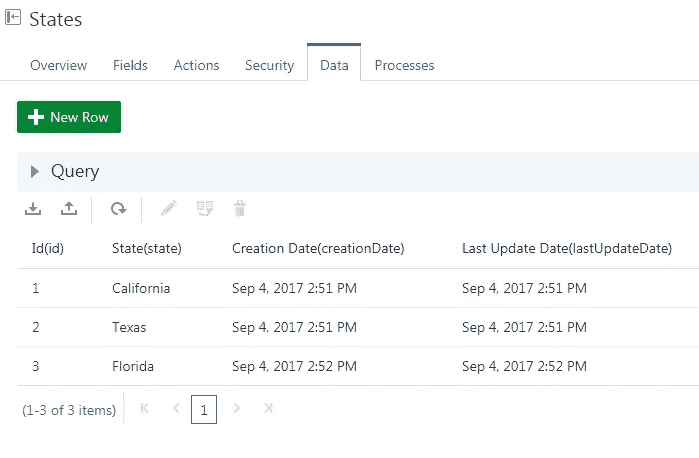 States
Overview Fields Actions Security Data Processes
New Row
Query
Id(id) State(state) Creation Date(creationDate) Last Update Date(lastUpdateDate)
1 California Sep 4, 2017 2:51 PM Sep 4, 2017 2:51 PM
2 Texas Sep 4, 2017 2:51 PM Sep 4, 2017 2:51 PM
3 Florida Sep 4, 2017 2:52 PM Sep 4, 2017 2:52 PM
(1-3 of 3 items) 1